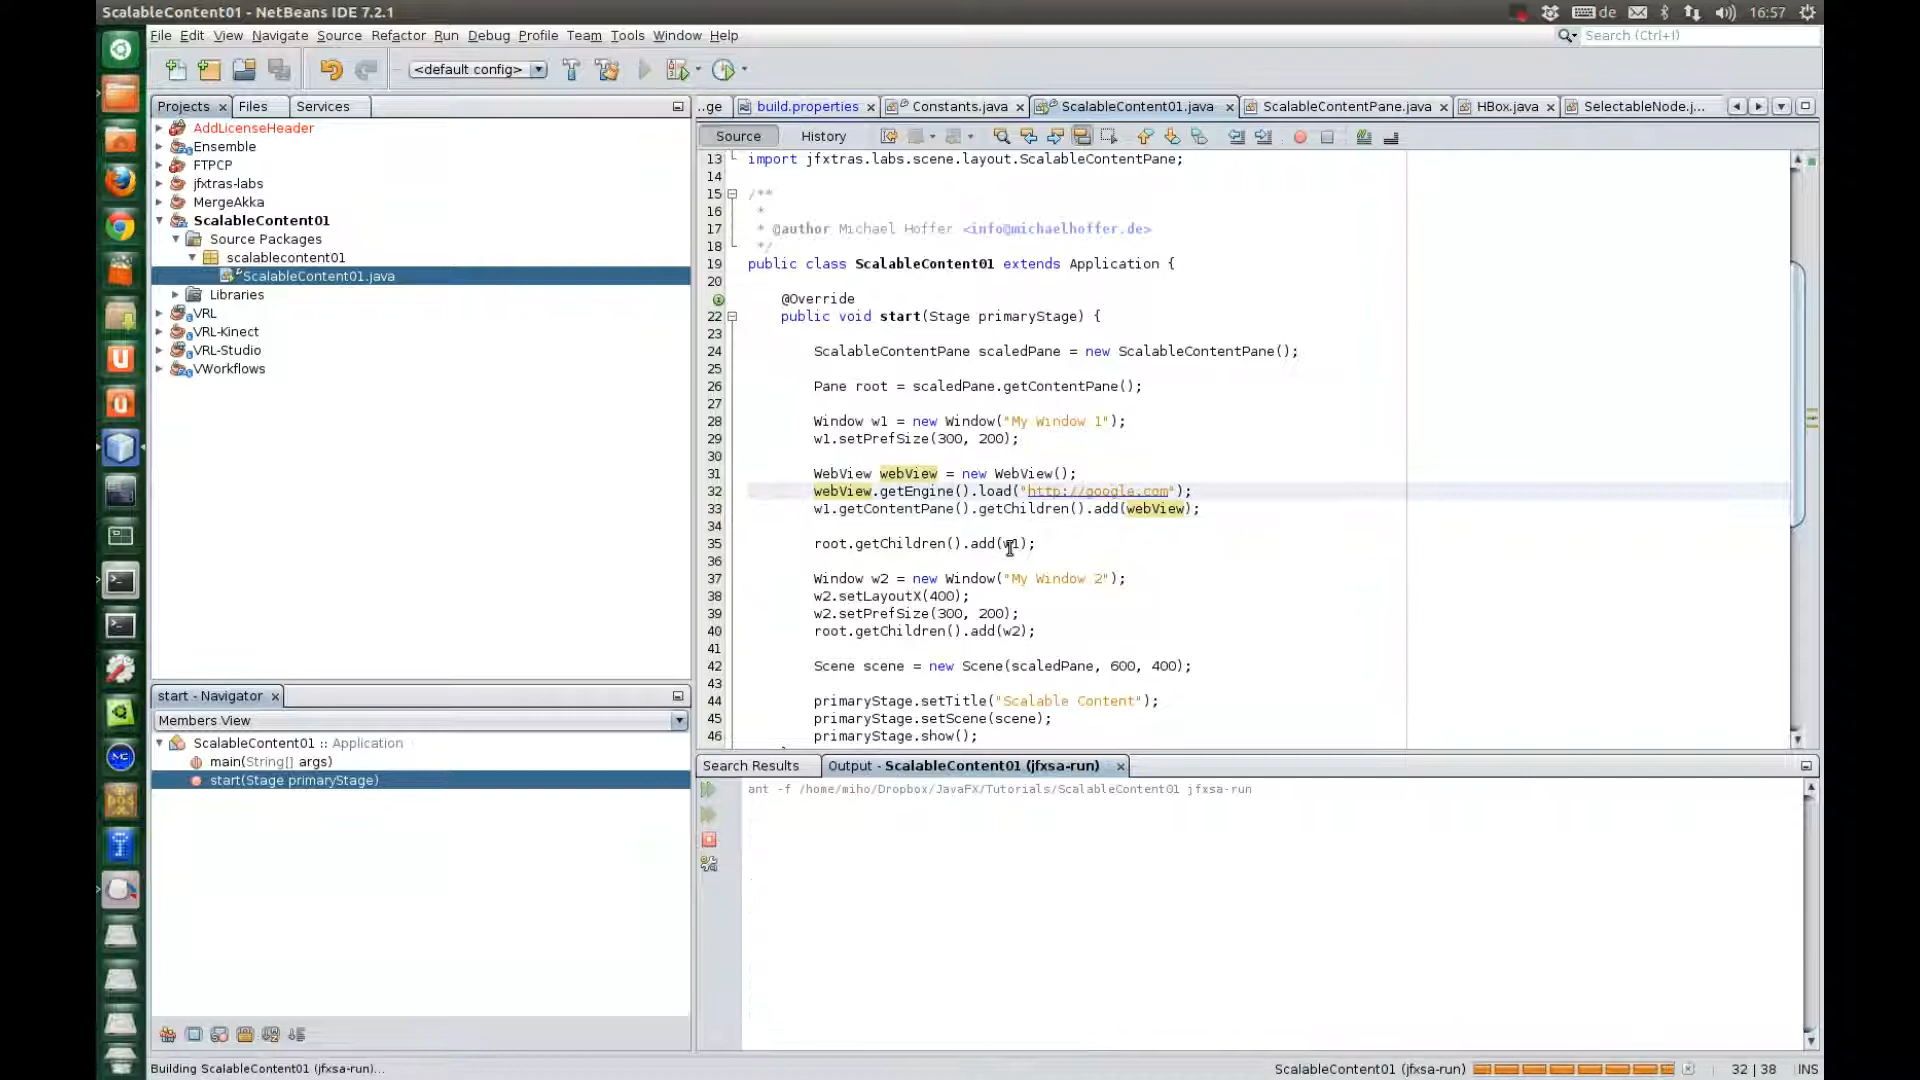 ScalableContent01 - NetBeans IDE 7.2.1
de
16:57
File Edit View Navigate Source Refactor Run Debug Profile Team Tools Window Help
Search (Ctrl+I)
<default config>
Projects
Files
Services
AddLicenseHeader
Ensemble
FTPCP
jfxtras-labs
MergeAkka
ScalableContent01
Source Packages
scalablecontent01
ScalableContent01.java
Libraries
VRL
VRL-Kinect
VRL-Studio
VWorkflows
start - Navigator
Members View
ScalableContent01 :: Application
main(String[] args)
start(Stage primaryStage)
...ge
build.properties
Constants.java
ScalableContent01.java
ScalableContentPane.java
HBox.java
SelectableNode.j...
Source
History
13 import jfxtras.labs.scene.layout.ScalableContentPane;
14
15 /**
16 *
17 * @author Michael Hoffer <info@michaelhoffer.de>
18 */
19 public class ScalableContent01 extends Application {
20
@Override
22 public void start(Stage primaryStage) {
23
24 ScalableContentPane scaledPane = new ScalableContentPane();
25
26 Pane root = scaledPane.getContentPane();
27
28 Window w1 = new Window("My Window 1");
29 w1.setPrefSize(300, 200);
30
31 WebView webView = new WebView();
32 webView.getEngine().load("http://google.com");
33 w1.getContentPane().getChildren().add(webView);
34
35 root.getChildren().add(w1);
36
37 Window w2 = new Window("My Window 2");
38 w2.setLayoutX(400);
39 w2.setPrefSize(300, 200);
40 root.getChildren().add(w2);
41
42 Scene scene = new Scene(scaledPane, 600, 400);
43
44 primaryStage.setTitle("Scalable Content");
45 primaryStage.setScene(scene);
46 primaryStage.show();
Search Results
Output - ScalableContent01 (jfxsa-run)
ant -f /home/miho/Dropbox/JavaFX/Tutorials/ScalableContent01 jfxsa-run
Building ScalableContent01 (jfxsa-run)...
ScalableContent01 (jfxsa-run)
32 | 38
INS